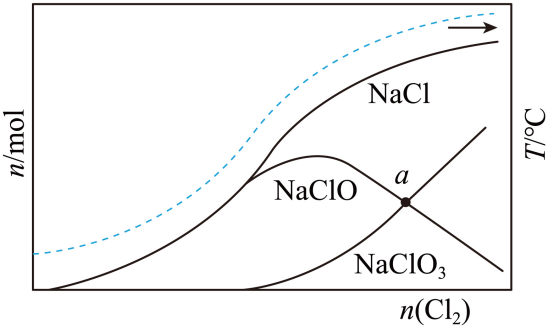 n/mol
NaCl
T/°C
a
NaClO
NaClO₃
n(Cl₂)